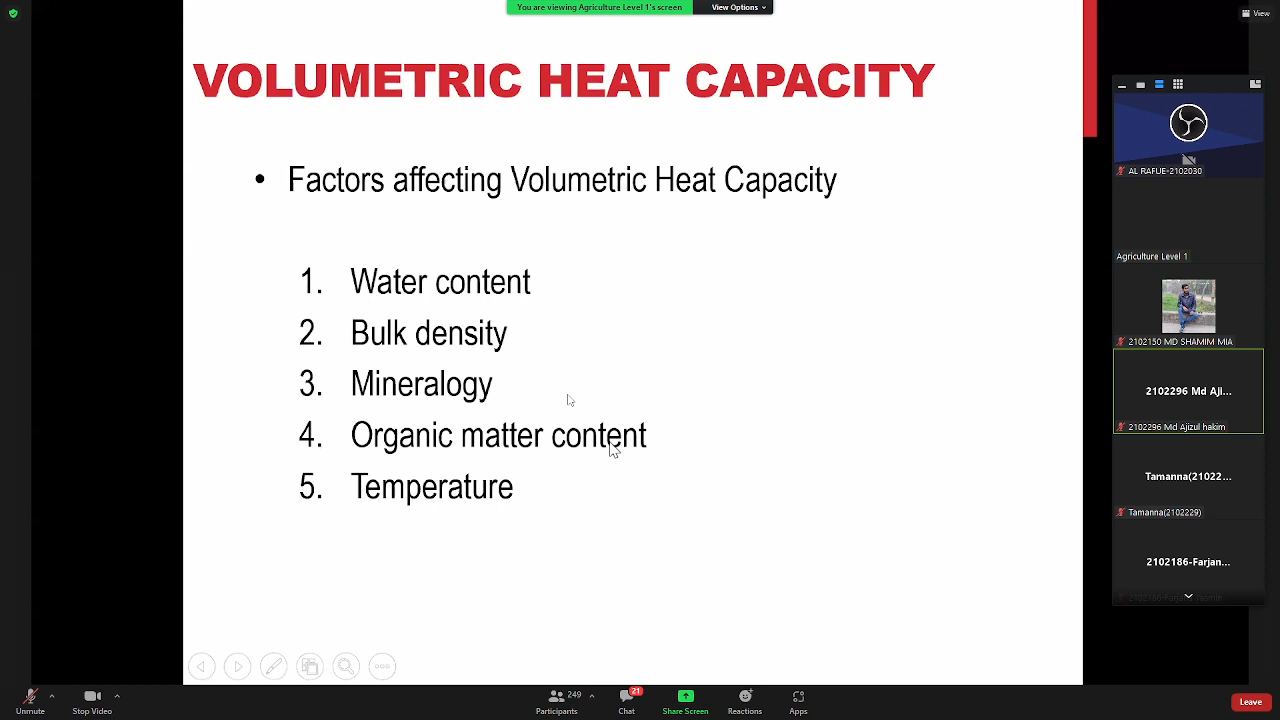 You are viewing Agriculture Level 1's screen
View Options
View
VOLUMETRIC HEAT CAPACITY
• Factors affecting Volumetric Heat Capacity
1. Water content
2. Bulk density
3. Mineralogy
4. Organic matter content
5. Temperature
AL RAFUE-2102030
Agriculture Level 1
2102150 MD SHAMIM MIA
2102296 Md Aji...
2102296 Md Ajizul hakim
Tamanna(21022...
Tamanna(2102229)
2102186-Farjan...
Unmute
Stop Video
249
Participants
21
Chat
Share Screen
Reactions
Apps
Leave